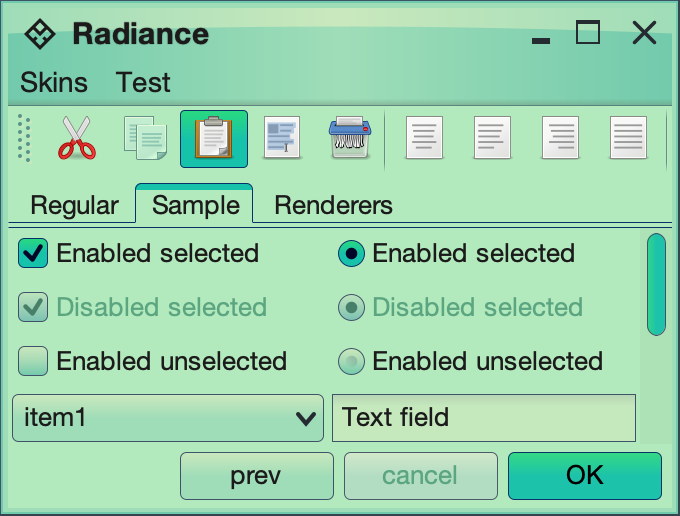 Radiance
Skins Test
Regular Sample Renderers
Enabled selected Enabled selected
Disabled selected Disabled selected
Enabled unselected Enabled unselected
item1 Text field
prev cancel OK